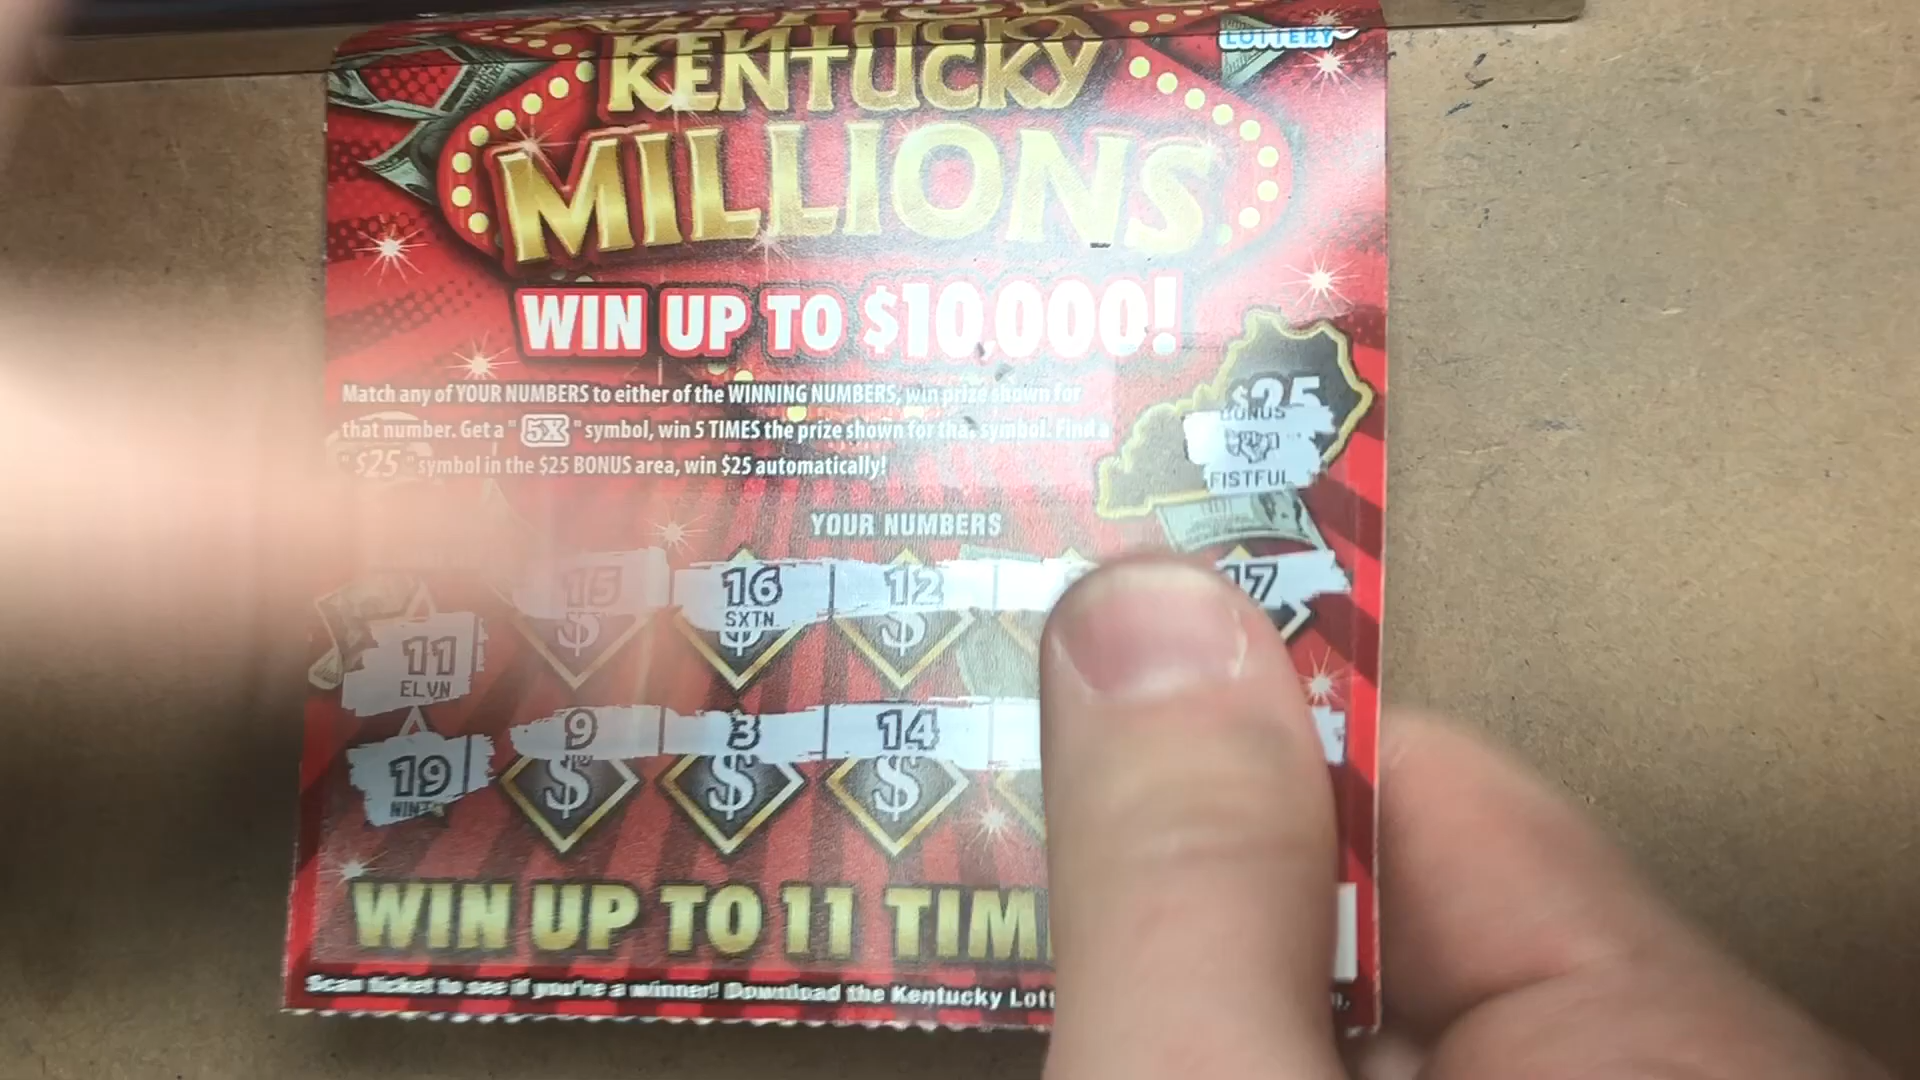 LOTTERY
KENTUCKY
MILLIONS
WIN UP TO $10,000!
Match any of YOUR NUMBERS to either of the WINNING NUMBERS, win prize shown for
that number. Get a "5X" symbol, win 5 TIMES the prize shown for that symbol. Find a
"$25" symbol in the $25 BONUS area, win $25 automatically!
$25
BONUS
FISTFUL
YOUR NUMBERS
15 16 12 17
SXTN
11
ELVN
9 3 14
19
WIN UP TO 11 TIM
Scan ticket to see if you're a winner! Download the Kentucky Lott